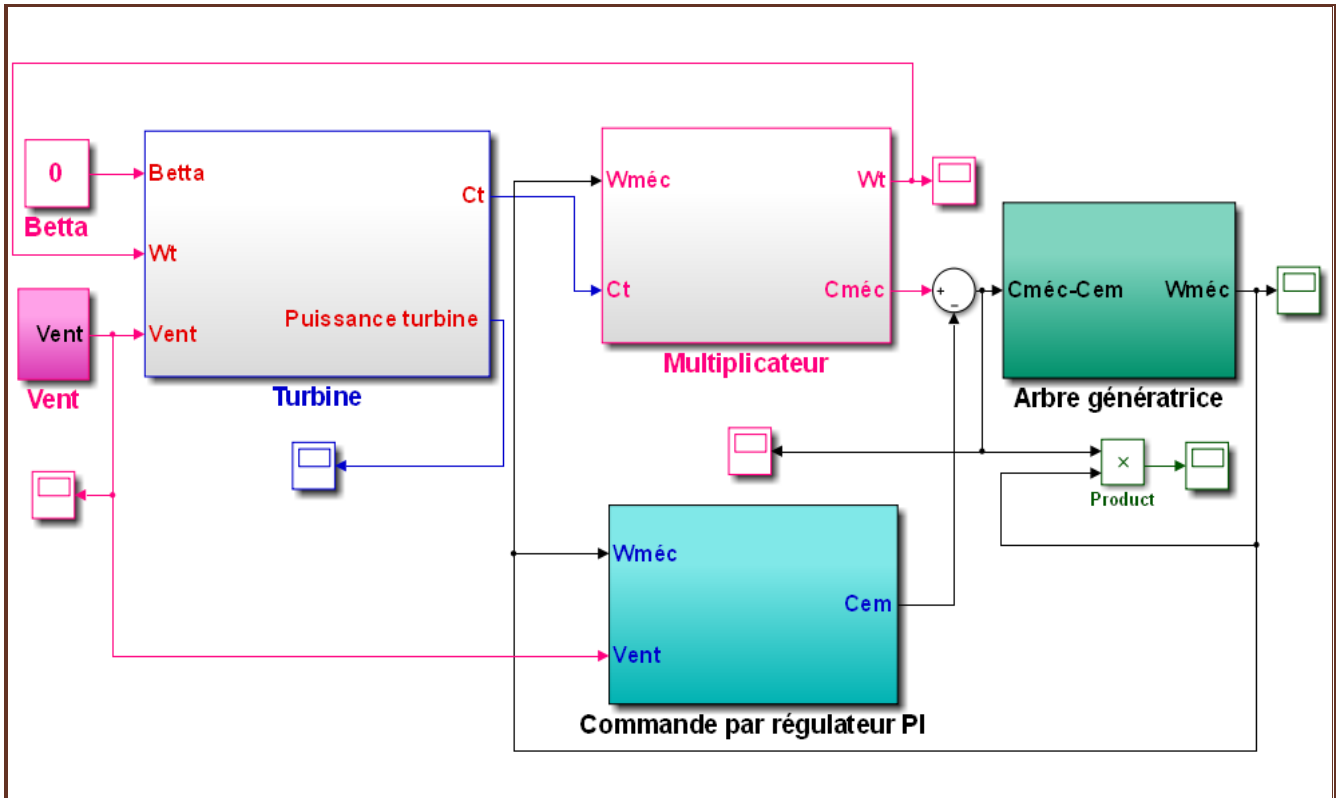 0
Betta
Vent
Vent
Betta
Wt
Vent
Ct
Puissance turbine
Turbine
Wméc
Ct
Wt
Cméc
Multiplicateur
+
-
Cméc-Cem
Wméc
Arbre génératrice
×
Product
Wméc
Vent
Cem
Commande par régulateur PI